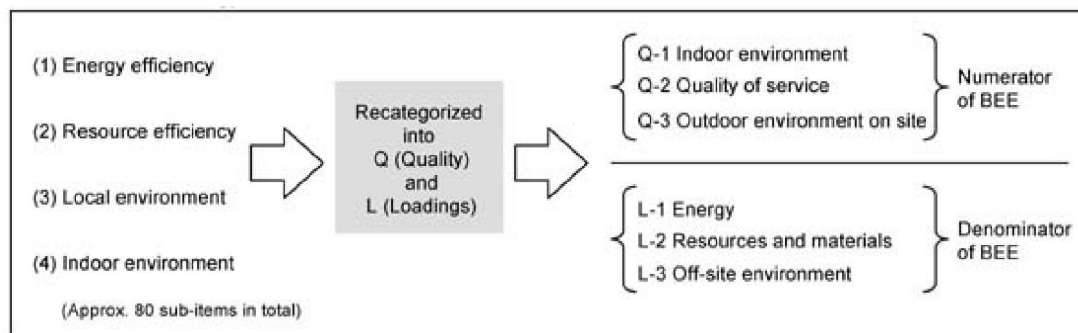 (1) Energy efficiency
(2) Resource efficiency
(3) Local environment
(4) Indoor environment
(Approx. 80 sub-items in total)
Recategorized
into
Q (Quality)
and
L (Loadings)
Q-1 Indoor environment
Q-2 Quality of service
Q-3 Outdoor environment on site
Numerator
of BEE
L-1 Energy
L-2 Resources and materials
L-3 Off-site environment
Denominator
of BEE